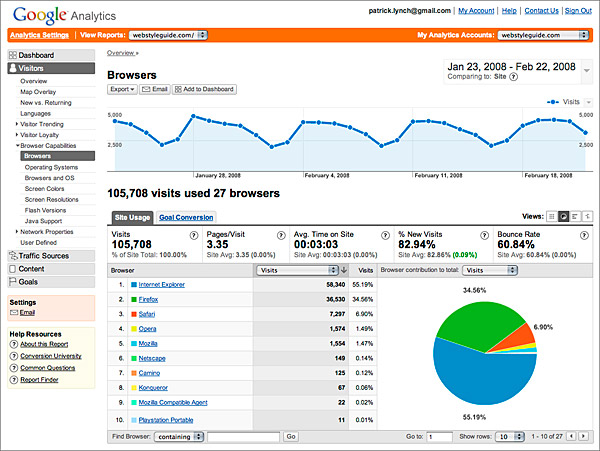 Google Analytics
patrick.lynch@gmail.com | My Account | Help | Contact Us | Sign Out
Analytics Settings | View Reports: webstyleguide.com/ My Analytics Accounts: webstyleguide.com
Dashboard
Visitors
Overview
Map Overlay
New vs. Returning
Languages
Visitor Trending
Visitor Loyalty
Browser Capabilities
Browsers
Operating Systems
Browsers and OS
Screen Colors
Screen Resolutions
Flash Versions
Java Support
Network Properties
User Defined
Traffic Sources
Content
Goals
Settings
Email
Help Resources
About this Report
Conversion University
Common Questions
Report Finder
Overview »
Browsers
Export Email Add to Dashboard
Jan 23, 2008 - Feb 22, 2008
Comparing to: Site
Visits
5,000 5,000
2,500 2,500
January 28, 2008 February 4, 2008 February 11, 2008 February 18, 2008
105,708 visits used 27 browsers
Site Usage Goal Conversion Views:
Visits Pages/Visit Avg. Time on Site % New Visits Bounce Rate
105,708 3.35 00:03:03 82.94% 60.84%
% of Site Total: 100.00% Site Avg: 3.35 (0.00%) Site Avg: 00:03:03 (0.00%) Site Avg: 82.86% (0.09%) Site Avg: 60.84% (0.00%)
Browser Visits Visits Browser contribution to total: Visits
1. Internet Explorer 58,340 55.19%
2. Firefox 36,530 34.56%
3. Safari 7,297 6.90%
4. Opera 1,574 1.49%
5. Mozilla 1,554 1.47%
6. Netscape 149 0.14%
7. Camino 125 0.12%
8. Konqueror 67 0.06%
9. Mozilla Compatible Agent 22 0.02%
10. Playstation Portable 11 0.01%
34.56%
6.90%
55.19%
Find Browser: containing Go Go to: 1 Show rows: 10 1 - 10 of 27